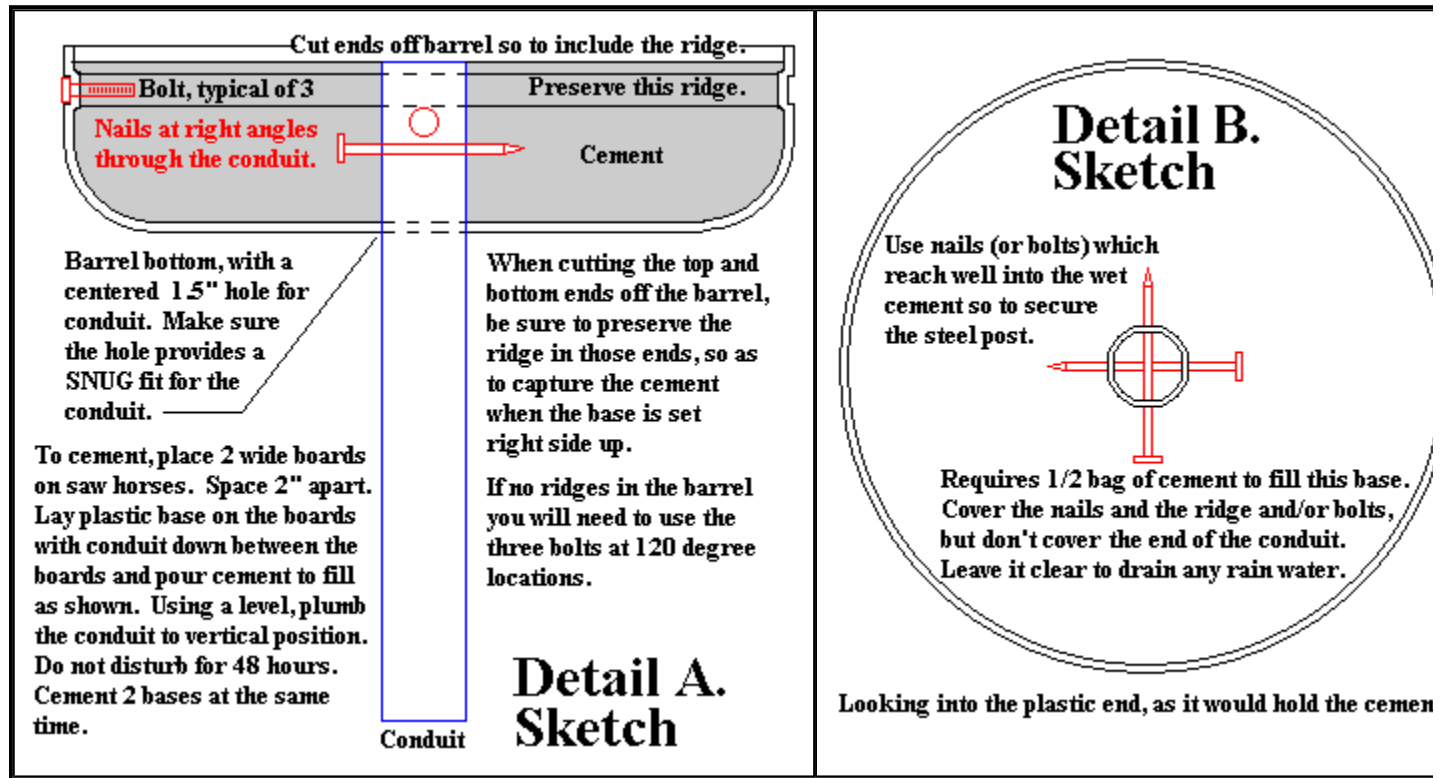 Cut ends off barrel so to include the ridge.
Bolt, typical of 3
Preserve this ridge.
Nails at right angles
through the conduit.
Cement
Barrel bottom, with a
centered 1.5" hole for
conduit. Make sure
the hole provides a
SNUG fit for the
conduit.
To cement, place 2 wide boards
on saw horses. Space 2" apart.
Lay plastic base on the boards
with conduit down between the
boards and pour cement to fill
as shown. Using a level, plumb
the conduit to vertical position.
Do not disturb for 48 hours.
Cement 2 bases at the same
time.
When cutting the top and
bottom ends off the barrel,
be sure to preserve the
ridge in those ends, so as
to capture the cement
when the base is set
right side up.
If no ridges in the barrel
you will need to use the
three bolts at 120 degree
locations.
Detail A.
Sketch
Conduit
Detail B.
Sketch
Use nails (or bolts) which
reach well into the wet
cement so to secure
the steel post.
Requires 1/2 bag of cement to fill this base.
Cover the nails and the ridge and/or bolts,
but don't cover the end of the conduit.
Leave it clear to drain any rain water.
Looking into the plastic end, as it would hold the cemen